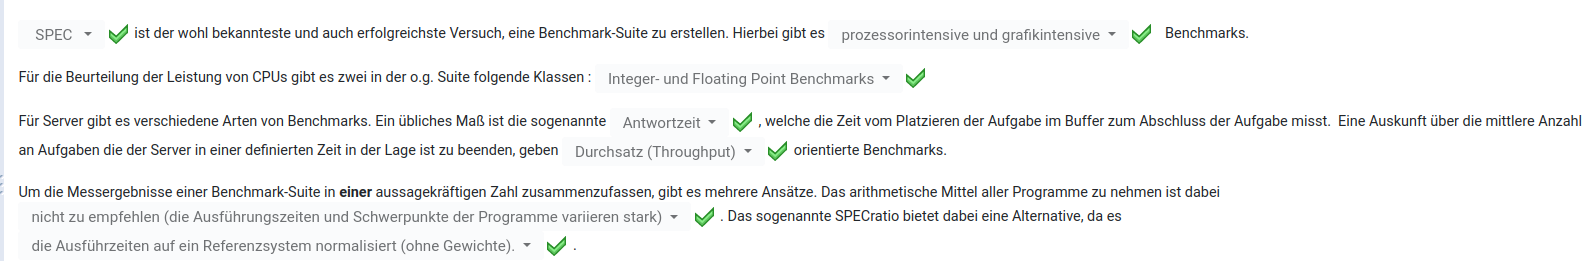 SPEC ist der wohl bekannteste und auch erfolgreichste Versuch, eine Benchmark-Suite zu erstellen. Hierbei gibt es prozessorintensive und grafikintensive Benchmarks.
Für die Beurteilung der Leistung von CPUs gibt es zwei in der o.g. Suite folgende Klassen : Integer- und Floating Point Benchmarks
Für Server gibt es verschiedene Arten von Benchmarks. Ein übliches Maß ist die sogenannte Antwortzeit , welche die Zeit vom Platzieren der Aufgabe im Buffer zum Abschluss der Aufgabe misst. Eine Auskunft über die mittlere Anzahl
an Aufgaben die der Server in einer definierten Zeit in der Lage ist zu beenden, geben Durchsatz (Throughput) orientierte Benchmarks.
Um die Messergebnisse einer Benchmark-Suite in einer aussagekräftigen Zahl zusammenzufassen, gibt es mehrere Ansätze. Das arithmetische Mittel aller Programme zu nehmen ist dabei
nicht zu empfehlen (die Ausführungszeiten und Schwerpunkte der Programme variieren stark) . Das sogenannte SPECratio bietet dabei eine Alternative, da es
die Ausführzeiten auf ein Referenzsystem normalisiert (ohne Gewichte). .